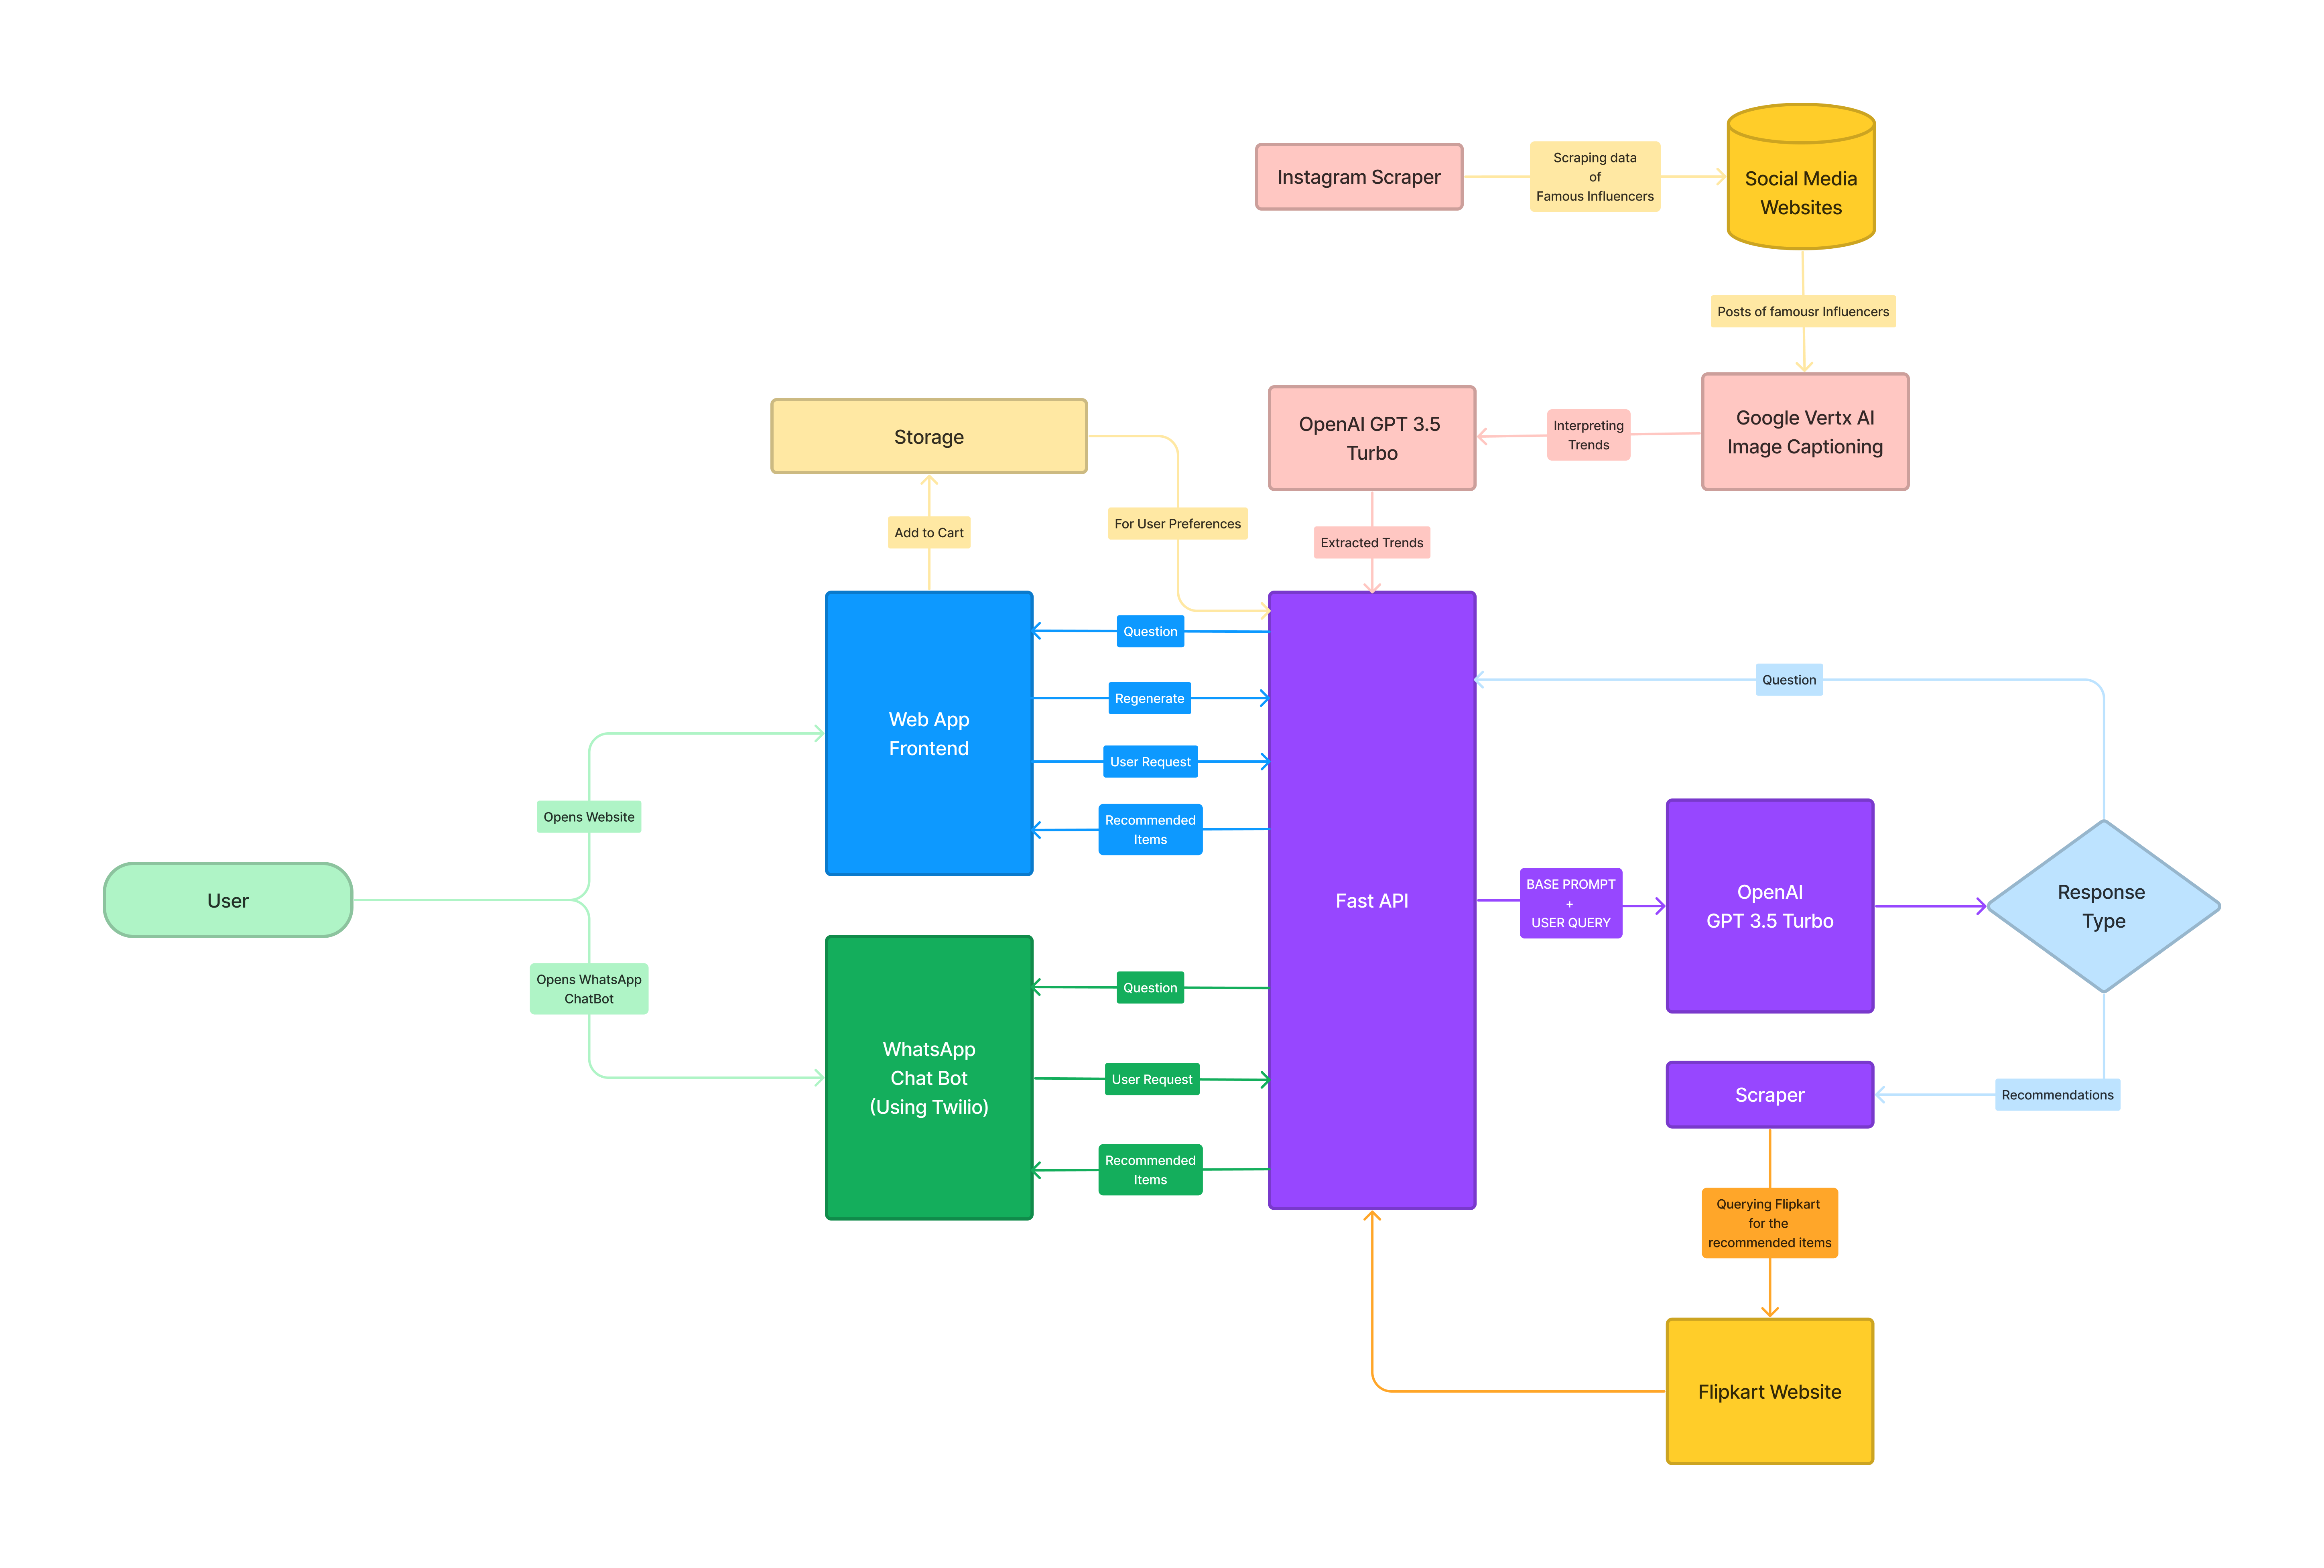 Instagram Scraper
Scraping data
of
Famous Influencers
Social Media
Websites
Posts of famousr Influencers
Storage
OpenAI GPT 3.5
Turbo
Interpreting
Trends
Google Vertx AI
Image Captioning
Add to Cart
For User Preferences
Extracted Trends
Web App
Frontend
Question
Regenerate
User Request
Recommended
Items
Question
Opens Website
User
Opens WhatsApp
ChatBot
Fast API
BASE PROMPT
+
USER QUERY
OpenAI
GPT 3.5 Turbo
Response
Type
WhatsApp
Chat Bot
(Using Twilio)
Question
User Request
Recommended
Items
Scraper
Recommendations
Querying Flipkart
for the
recommended items
Flipkart Website